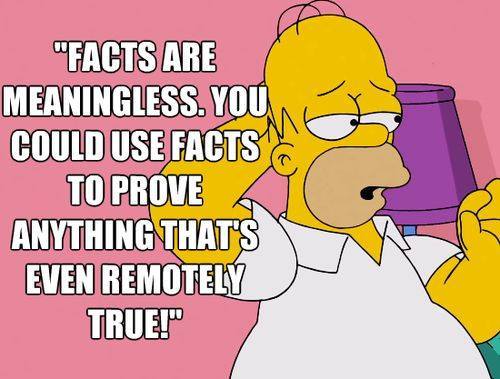 "FACTS ARE
MEANINGLESS. YOU
COULD USE FACTS
TO PROVE
ANYTHING THAT'S
EVEN REMOTELY
TRUE!"